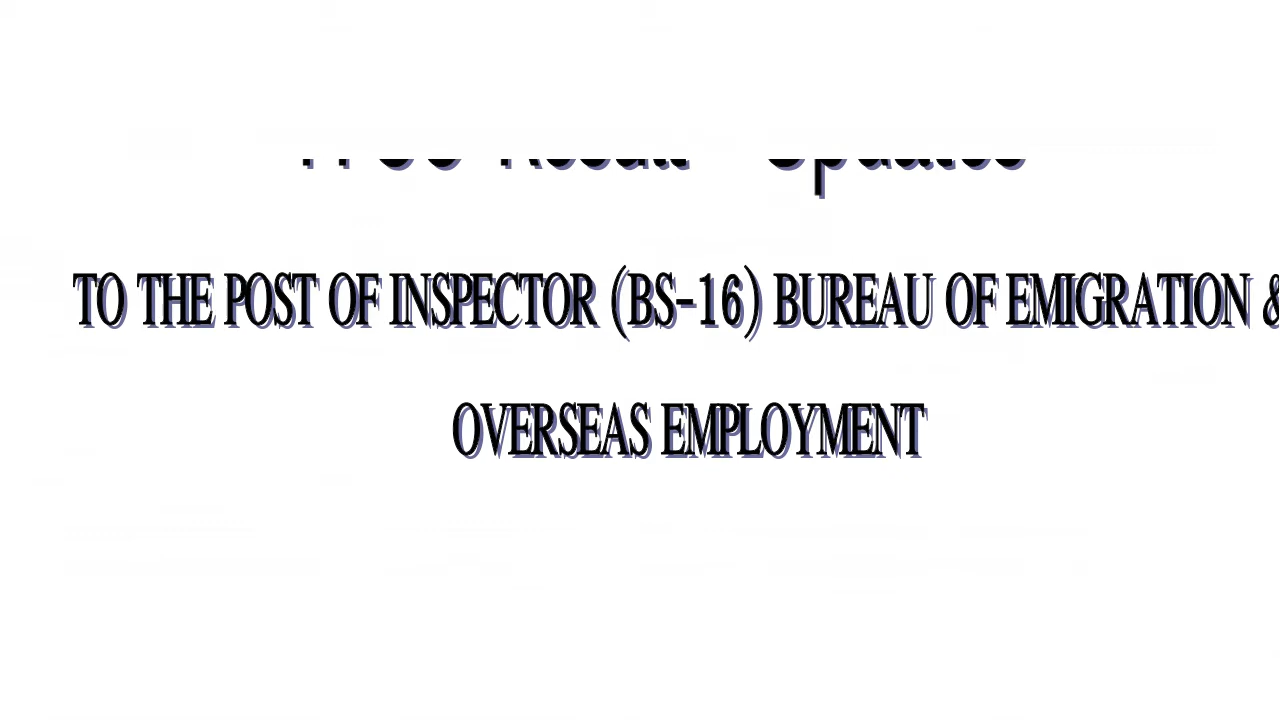 TO THE POST OF INSPECTOR (BS-16) BUREAU OF EMIGRATION &
OVERSEAS EMPLOYMENT